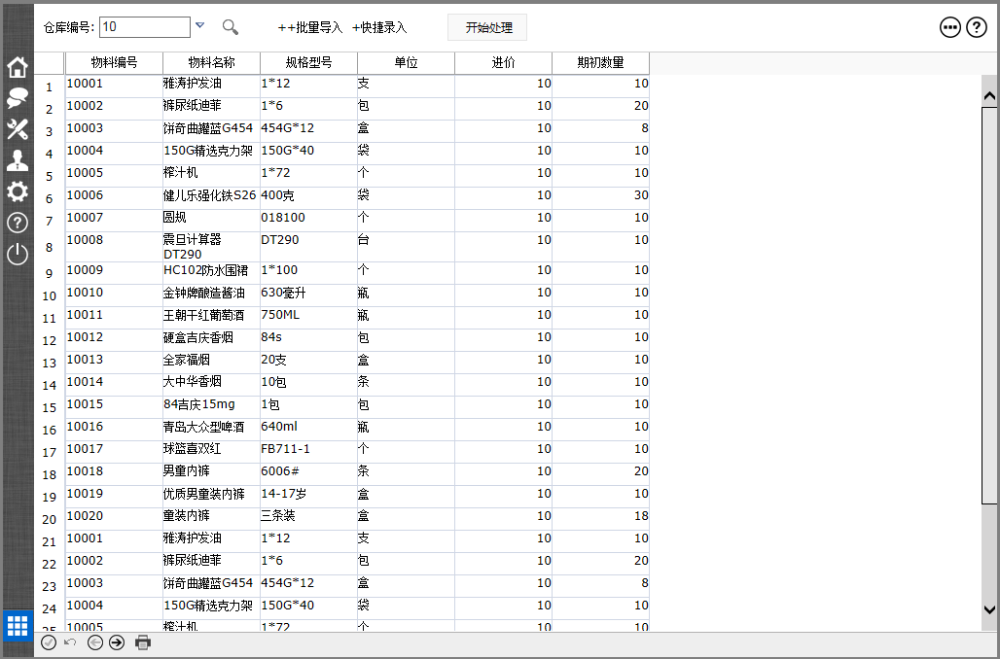 仓库编号: 10 ++批量导入 +快捷录入 开始处理
物料编号 物料名称 规格型号 单位 进价 期初数量
1 10001 雅涛护发油 1*12 支 10 10
2 10002 裤尿纸迪菲 1*6 包 10 20
3 10003 饼奇曲罐蓝G454 454G*12 盒 10 8
4 10004 150G精选克力架 150G*40 袋 10 10
5 10005 榨汁机 1*72 个 10 10
6 10006 健儿乐强化铁S26 400克 袋 10 30
7 10007 圆规 018100 个 10 10
8 10008 震旦计算器 DT290 台 10 10
DT290
9 10009 HC102防水围裙 1*100 个 10 10
10 10010 金钟牌酿造酱油 630毫升 瓶 10 10
11 10011 王朝干红葡萄酒 750ML 瓶 10 10
12 10012 硬盒吉庆香烟 84s 包 10 10
13 10013 全家福烟 20支 盒 10 10
14 10014 大中华香烟 10包 条 10 10
15 10015 84吉庆15mg 1包 包 10 10
16 10016 青岛大众型啤酒 640ml 瓶 10 10
17 10017 球篮喜双红 FB711-1 个 10 10
18 10018 男童内裤 6006# 条 10 20
19 10019 优质男童装内裤 14-17岁 盒 10 10
20 10020 童装内裤 三条装 盒 10 18
21 10001 雅涛护发油 1*12 支 10 10
22 10002 裤尿纸迪菲 1*6 包 10 20
23 10003 饼奇曲罐蓝G454 454G*12 盒 10 8
24 10004 150G精选克力架 150G*40 袋 10 10
25 10005 榨汁机 1*72 个 10 10